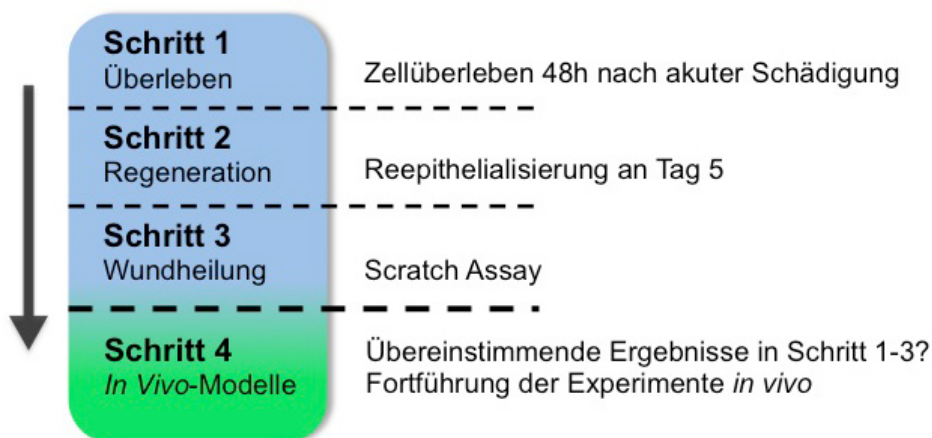 Schritt 1
Überleben
Zellüberleben 48h nach akuter Schädigung
Schritt 2
Regeneration
Reepithelialisierung an Tag 5
Schritt 3
Wundheilung
Scratch Assay
Schritt 4
In Vivo-Modelle
Übereinstimmende Ergebnisse in Schritt 1-3?
Fortführung der Experimente in vivo